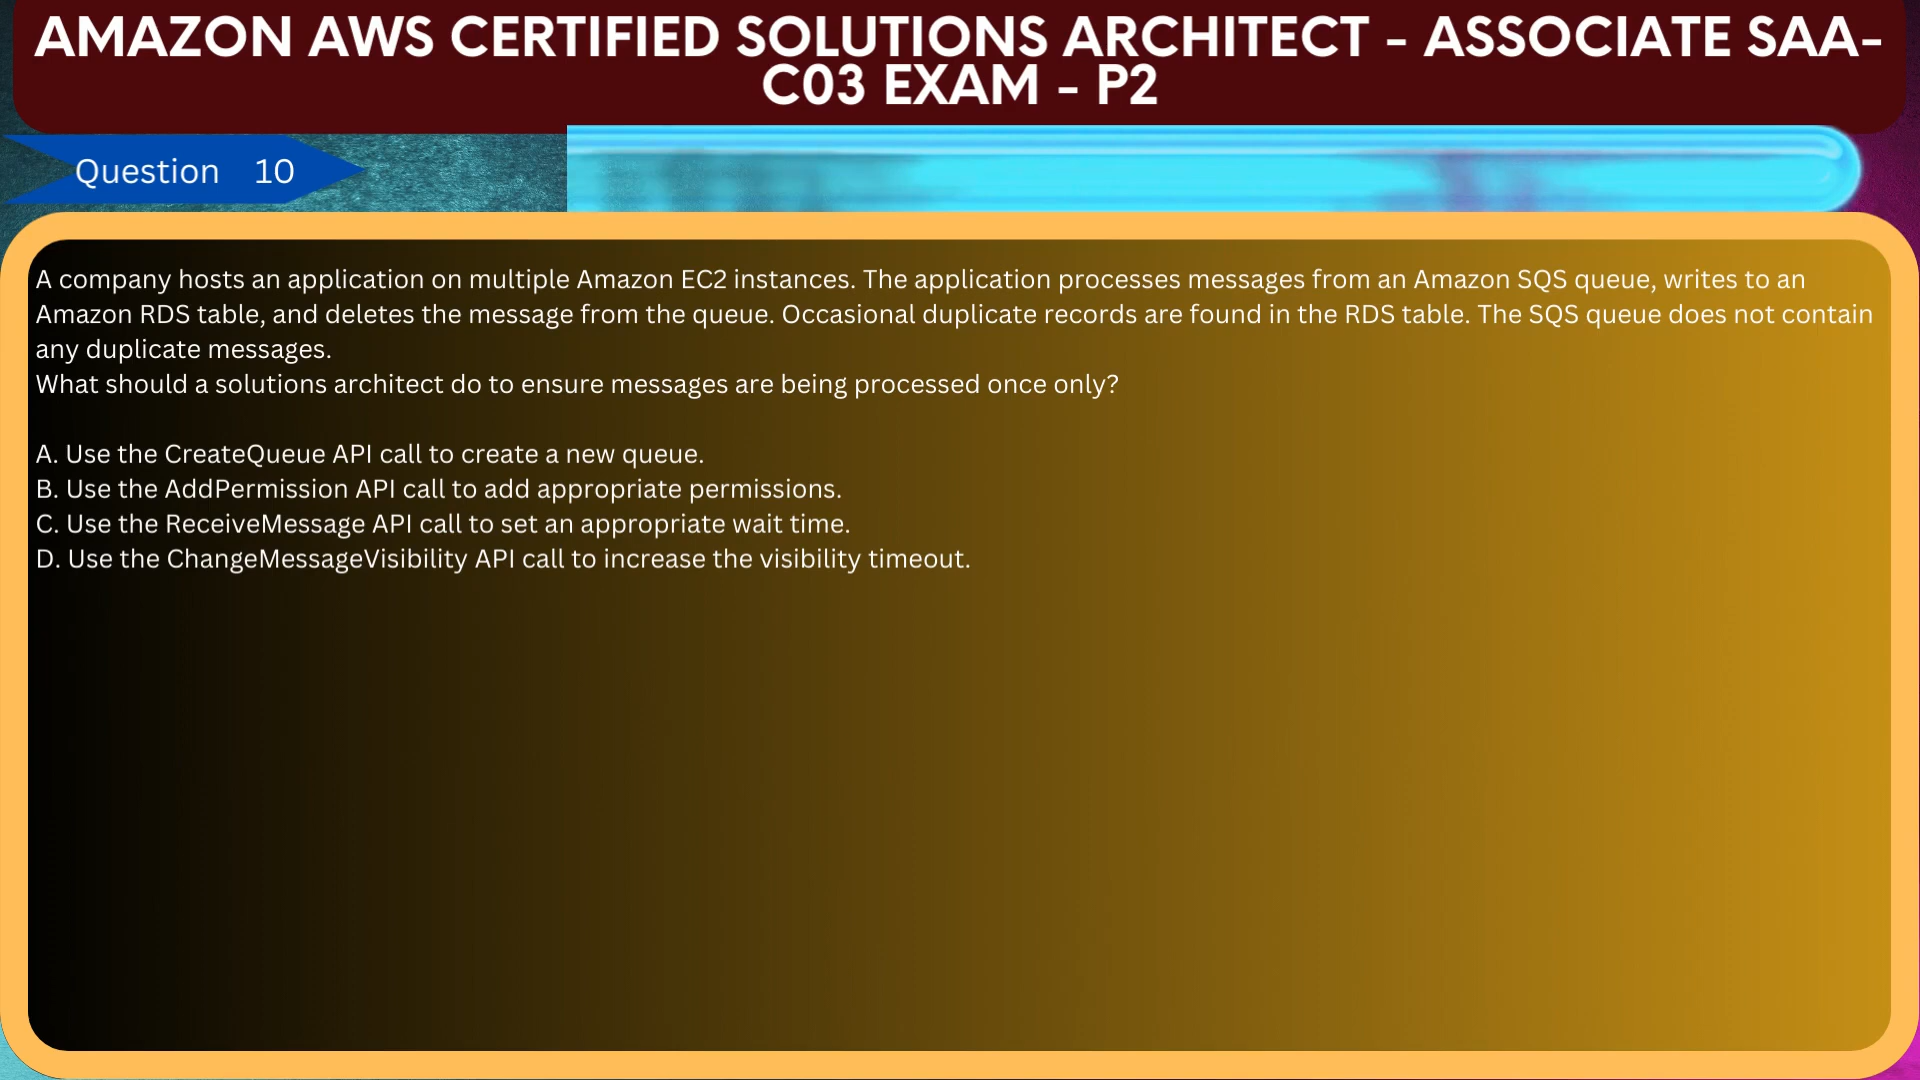 AMAZON AWS CERTIFIED SOLUTIONS ARCHITECT - ASSOCIATE SAA-
C03 EXAM - P2
Question 10
A company hosts an application on multiple Amazon EC2 instances. The application processes messages from an Amazon SQS queue, writes to an
Amazon RDS table, and deletes the message from the queue. Occasional duplicate records are found in the RDS table. The SQS queue does not contain
any duplicate messages.
What should a solutions architect do to ensure messages are being processed once only?
A. Use the CreateQueue API call to create a new queue.
B. Use the AddPermission API call to add appropriate permissions.
C. Use the ReceiveMessage API call to set an appropriate wait time.
D. Use the ChangeMessageVisibility API call to increase the visibility timeout.